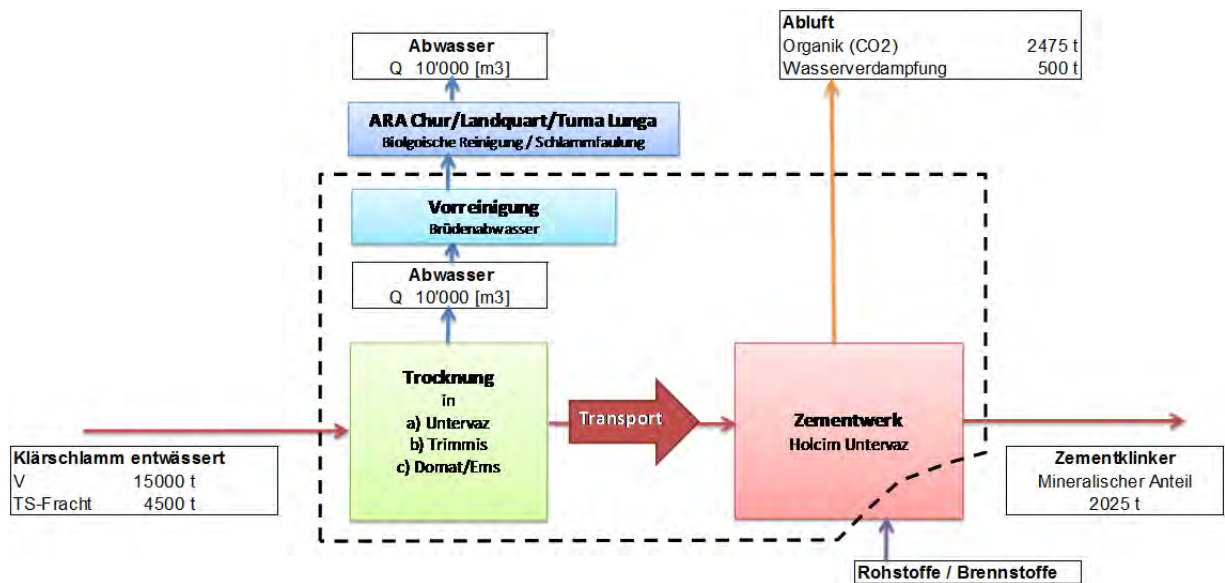 Abwasser
Q 10'000 [m3]
Abluft
Organik (CO2) 2475 t
Wasserverdampfung 500 t
ARA Chur/Landquart/Tuma Lunga
Biolgoische Reinigung / Schlammfaulung
Vorreinigung
Brüdenabwasser
Abwasser
Q 10'000 [m3]
Trocknung
in
a) Untervaz
b) Trimmis
c) Domat/Ems
Transport
Zementwerk
Holcim Untervaz
Klärschlamm entwässert
V 15000 t
TS-Fracht 4500 t
Zementklinker
Mineralischer Anteil
2025 t
Rohstoffe / Brennstoffe